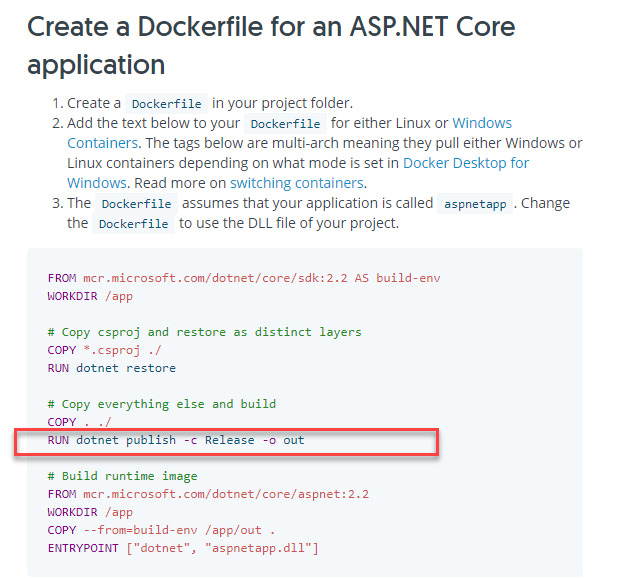 Create a Dockerfile for an ASP.NET Core
application
1. Create a Dockerfile in your project folder.
2. Add the text below to your Dockerfile for either Linux or Windows
Containers. The tags below are multi-arch meaning they pull either Windows or
Linux containers depending on what mode is set in Docker Desktop for
Windows. Read more on switching containers.
3. The Dockerfile assumes that your application is called aspnetapp. Change
the Dockerfile to use the DLL file of your project.
FROM mcr.microsoft.com/dotnet/core/sdk:2.2 AS build-env
WORKDIR /app
# Copy csproj and restore as distinct layers
COPY *.csproj ./
RUN dotnet restore
# Copy everything else and build
COPY . ./
RUN dotnet publish -c Release -o out
# Build runtime image
FROM mcr.microsoft.com/dotnet/core/aspnet:2.2
WORKDIR /app
COPY --from=build-env /app/out .
ENTRYPOINT ["dotnet", "aspnetapp.dll"]